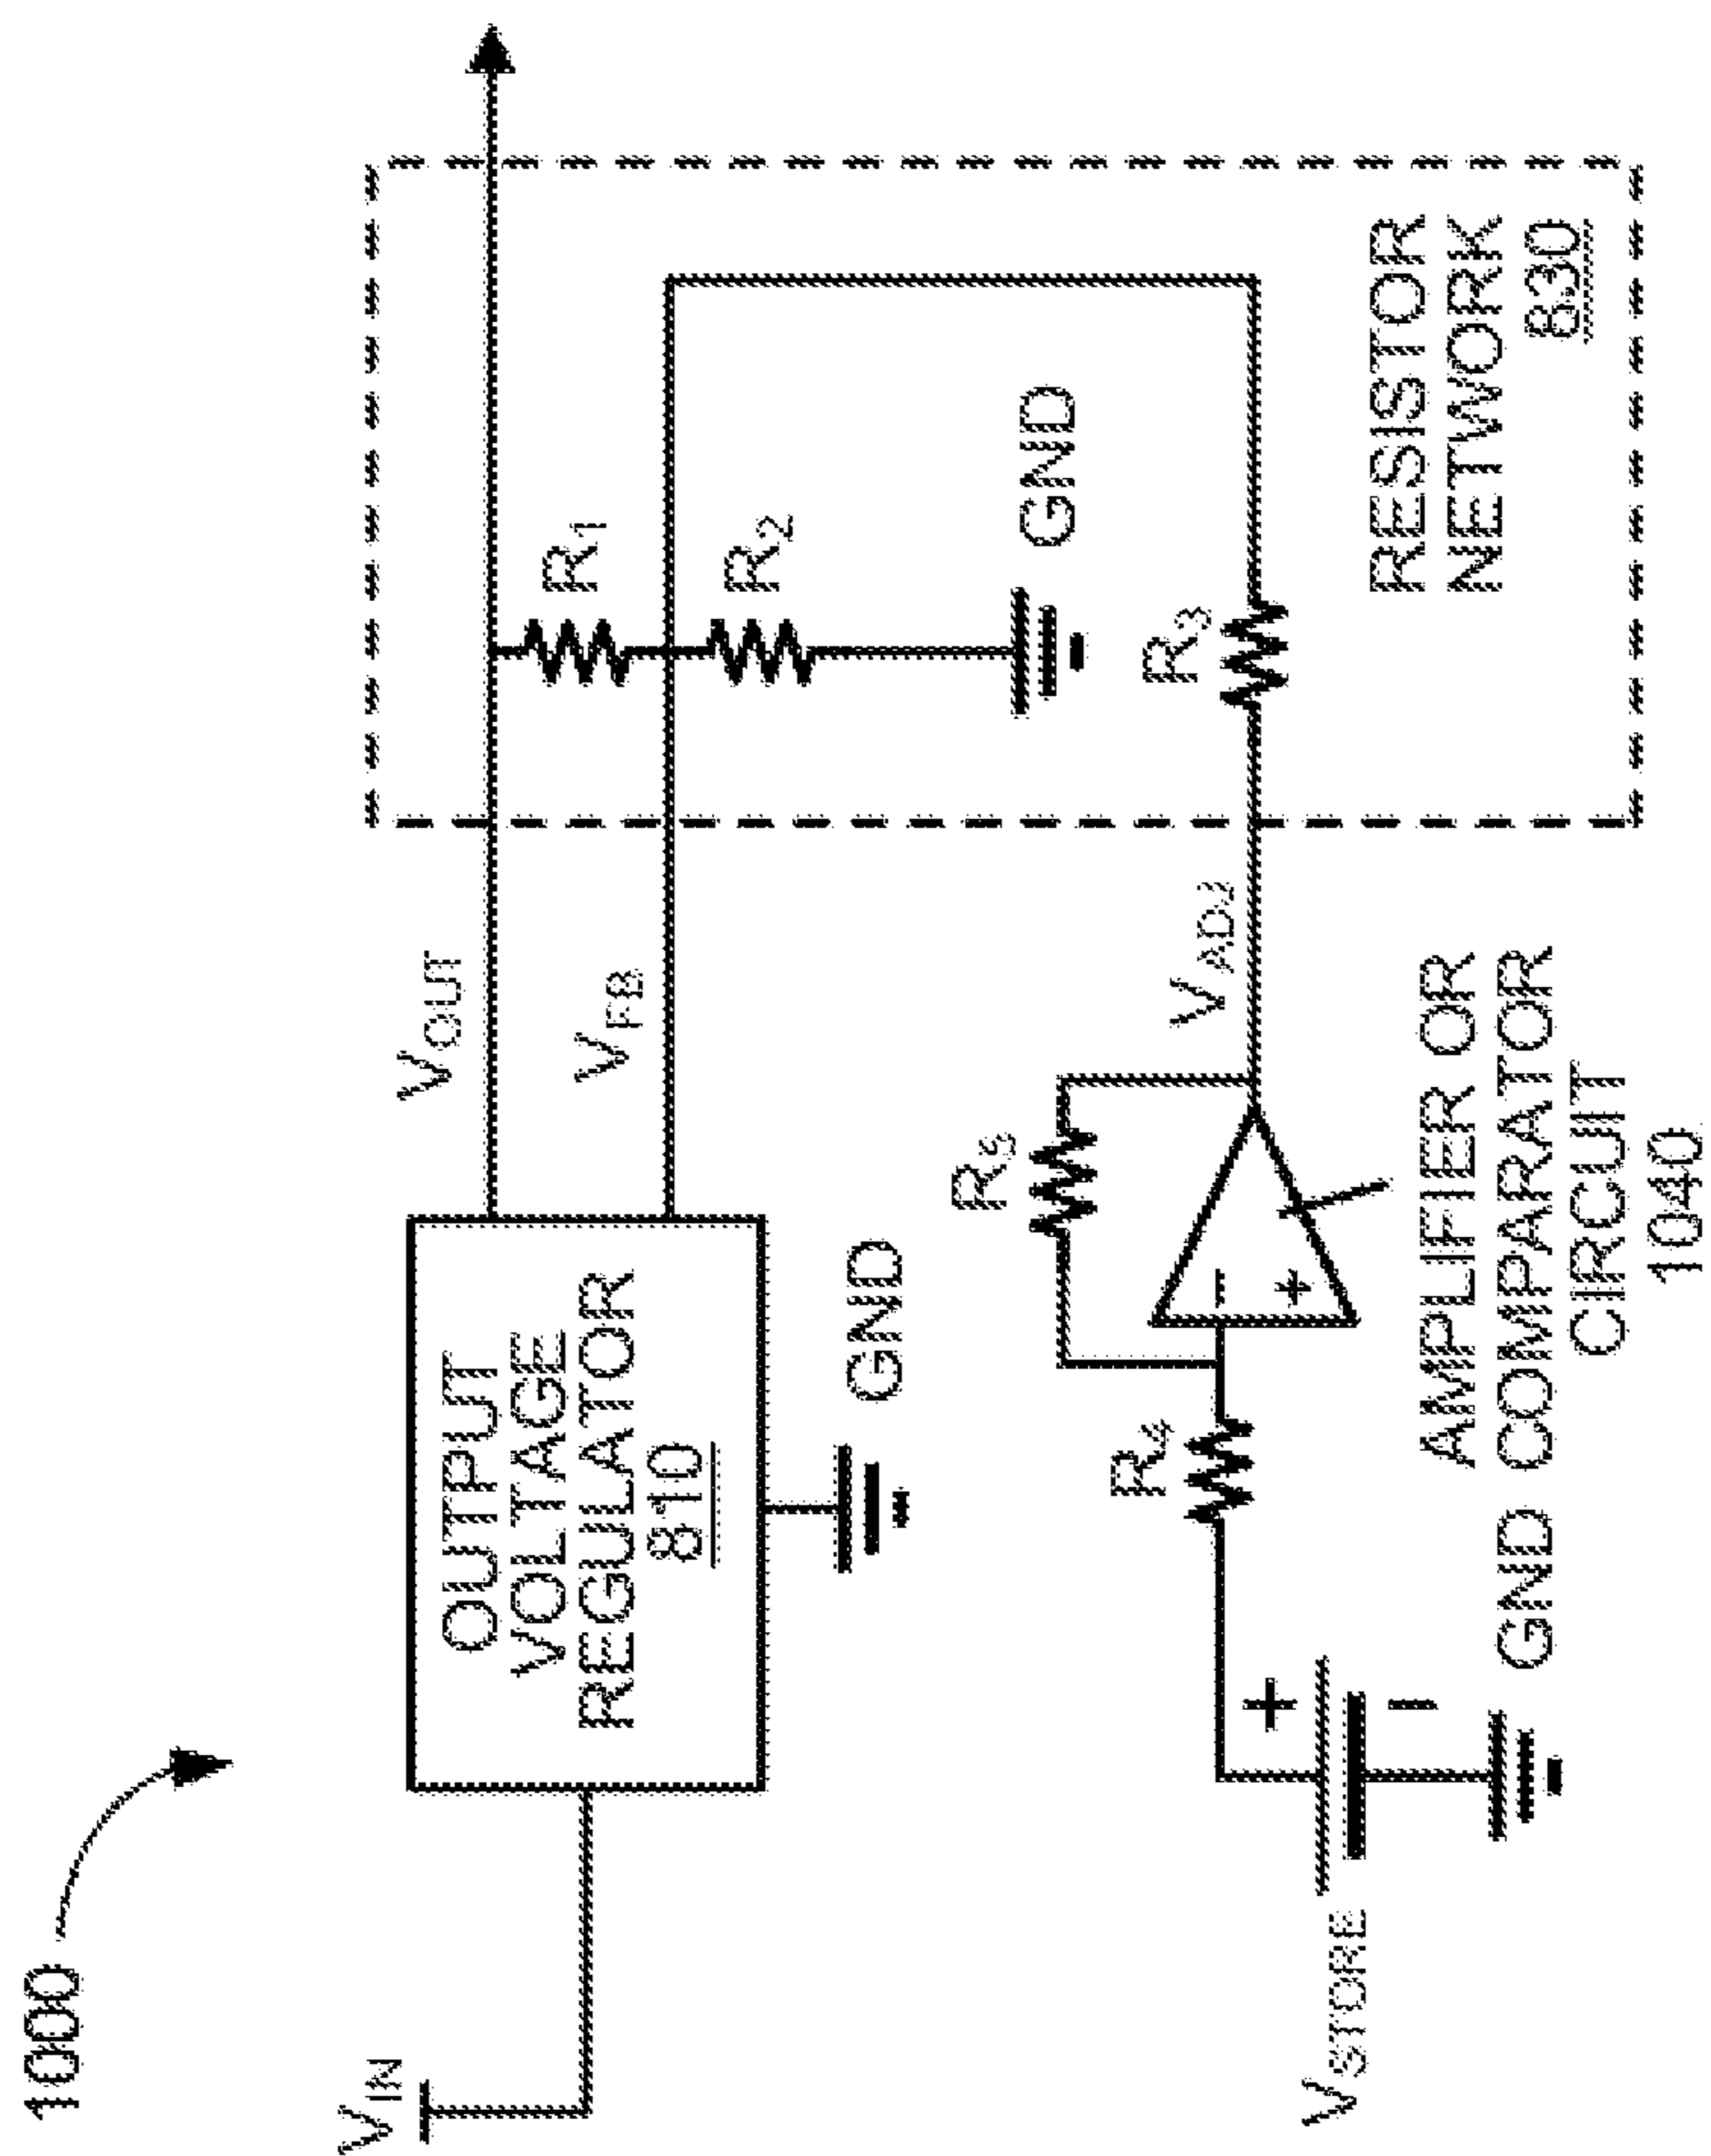 1000
V_IN
OUTPUT
VOLTAGE
REGULATOR
810
GND
V_OUT
V_FB
R_1
R_2
GND
R_3
RESISTOR
NETWORK
830
V_STORE
+
-
GND
R_4
R_5
-
+
V_ADJ
AMPLIFIER OR
COMPARATOR
CIRCUIT
1040